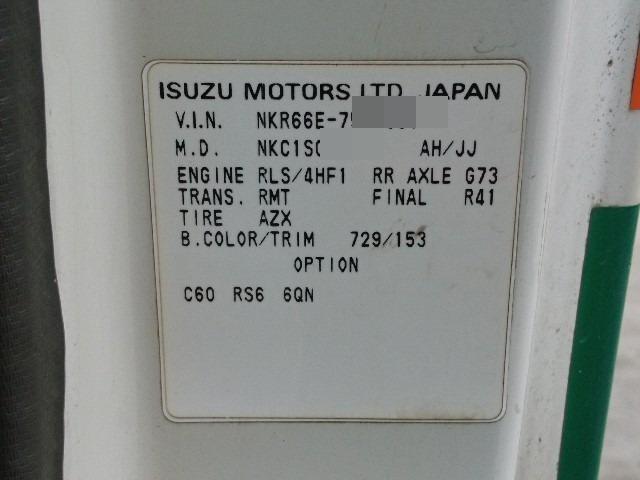 ISUZU MOTORS LTD. JAPAN
V.I.N. NKR66E-7
M.D. NKC1S AH/JJ
ENGINE RLS/4HF1 RR AXLE G73
TRANS. RMT FINAL R41
TIRE AZX
B.COLOR/TRIM 729/153
OPTION
C60 RS6 6QN